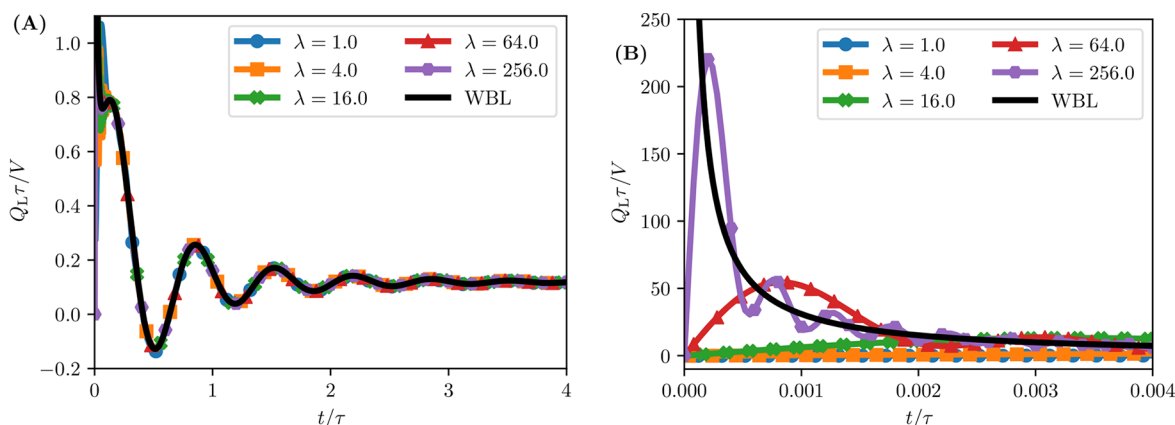 (A)
λ = 1.0
λ = 4.0
λ = 16.0
λ = 64.0
λ = 256.0
WBL
1.0
0.8
0.6
0.4
0.2
0.0
−0.2
Q_L τ/V
0
1
2
3
4
t/τ
(B)
λ = 1.0
λ = 4.0
λ = 16.0
λ = 64.0
λ = 256.0
WBL
250
200
150
100
50
0
Q_L τ/V
0.000
0.001
0.002
0.003
0.004
t/τ